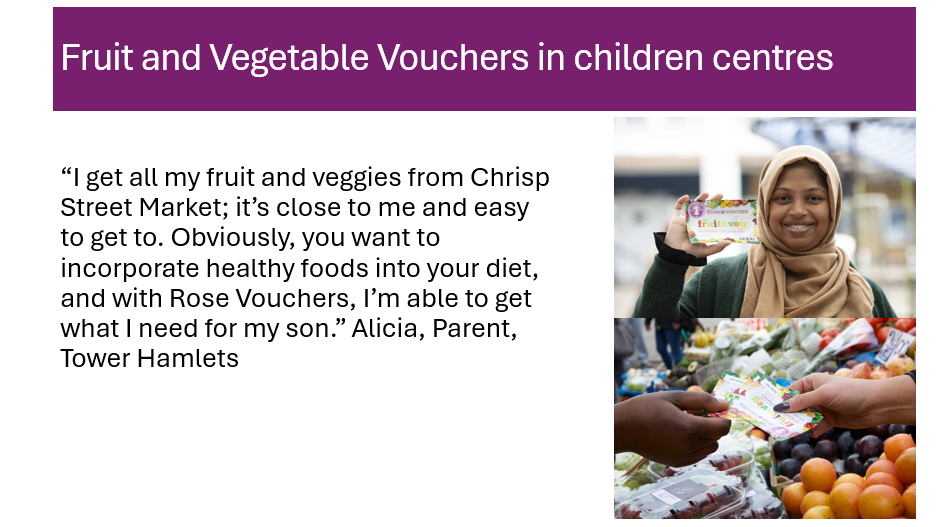 Fruit and Vegetable Vouchers in children centres
“I get all my fruit and veggies from Chrisp
Street Market; it’s close to me and easy
to get to. Obviously, you want to
incorporate healthy foods into your diet,
and with Rose Vouchers, I’m able to get
what I need for my son.” Alicia, Parent,
Tower Hamlets
ROSE VOUCHER
fruit&veg